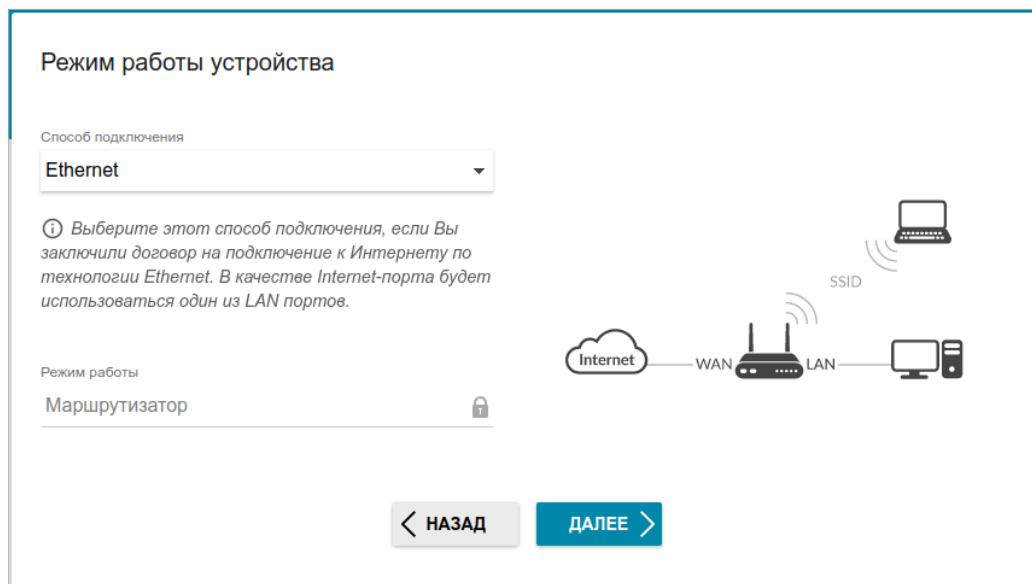 Режим работы устройства
Способ подключения
Ethernet
Выберите этот способ подключения, если Вы
заключили договор на подключение к Интернету по
технологии Ethernet. В качестве Internet-порта будет
использоваться один из LAN портов.
SSID
Internet
WAN
LAN
Режим работы
Маршрутизатор
НАЗАД
ДАЛЕЕ